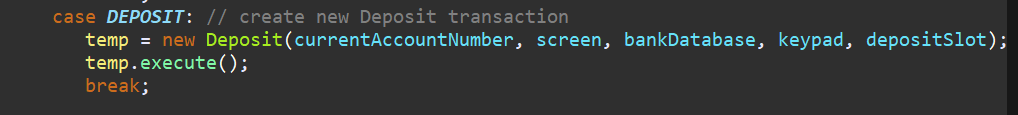 case DEPOSIT: // create new Deposit transaction
temp = new Deposit(currentAccountNumber, screen, bankDatabase, keypad, depositSlot);
temp.execute();
break;